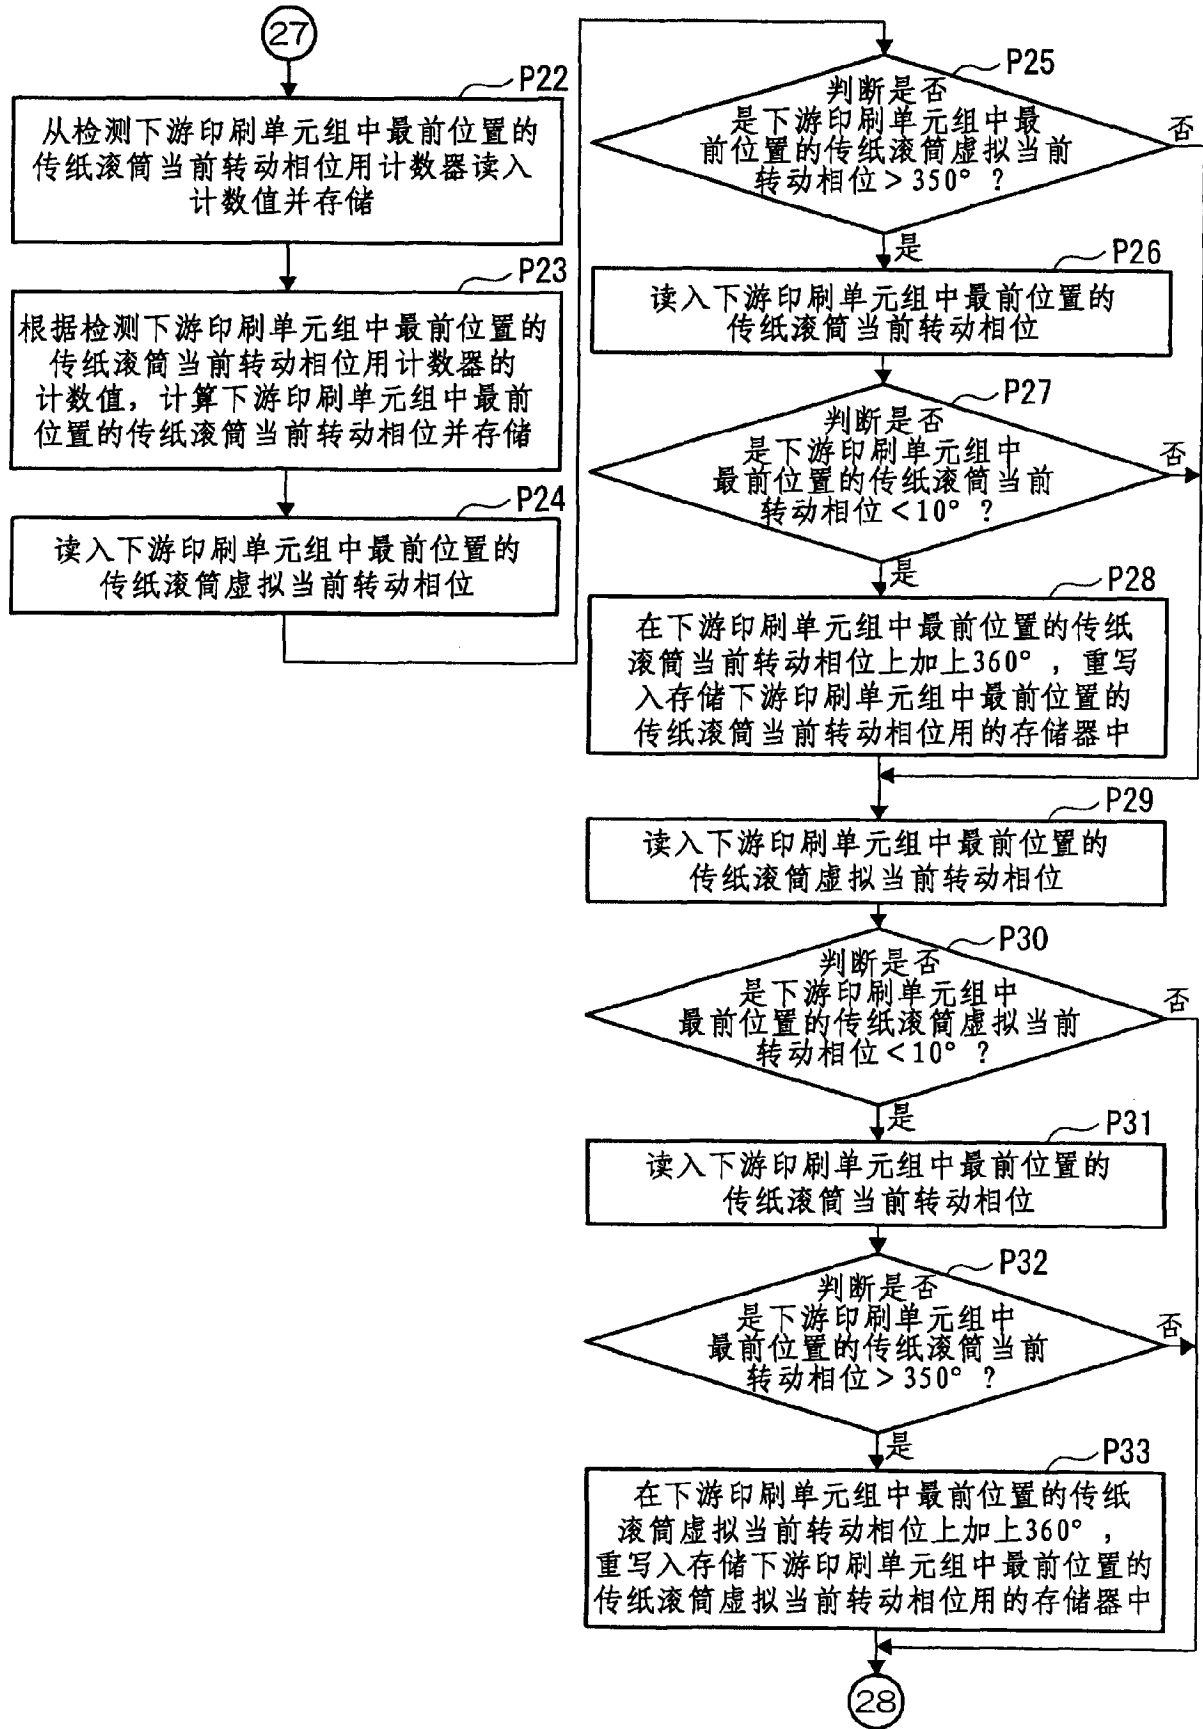 27
P22
从检测下游印刷单元组中最前位置的
传纸滚筒当前转动相位用计数器读入
计数值并存储
P23
根据检测下游印刷单元组中最前位置的
传纸滚筒当前转动相位用计数器的
计数值，计算下游印刷单元组中最前
位置的传纸滚筒当前转动相位并存储
P24
读入下游印刷单元组中最前位置的
传纸滚筒虚拟当前转动相位
P25
判断是否
是下游印刷单元组中最
前位置的传纸滚筒虚拟当前
转动相位＞350°？
否
是
P26
读入下游印刷单元组中最前位置的
传纸滚筒当前转动相位
P27
判断是否
是下游印刷单元组中
最前位置的传纸滚筒当前
转动相位＜10°？
否
是
P28
在下游印刷单元组中最前位置的传纸
滚筒当前转动相位上加上360°，重写
入存储下游印刷单元组中最前位置的
传纸滚筒当前转动相位用的存储器中
P29
读入下游印刷单元组中最前位置的
传纸滚筒虚拟当前转动相位
P30
判断是否
是下游印刷单元组中
最前位置的传纸滚筒虚拟当前
转动相位＜10°？
否
是
P31
读入下游印刷单元组中最前位置的
传纸滚筒当前转动相位
P32
判断是否
是下游印刷单元组中
最前位置的传纸滚筒当前
转动相位＞350°？
否
是
P33
在下游印刷单元组中最前位置的传纸
滚筒虚拟当前转动相位上加上360°，
重写入存储下游印刷单元组中最前位置的
传纸滚筒虚拟当前转动相位用的存储器中
28